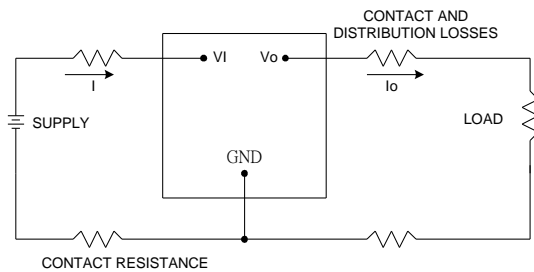 CONTACT AND
DISTRIBUTION LOSSES
VI
Vo
I
Io
SUPPLY
LOAD
GND
CONTACT RESISTANCE